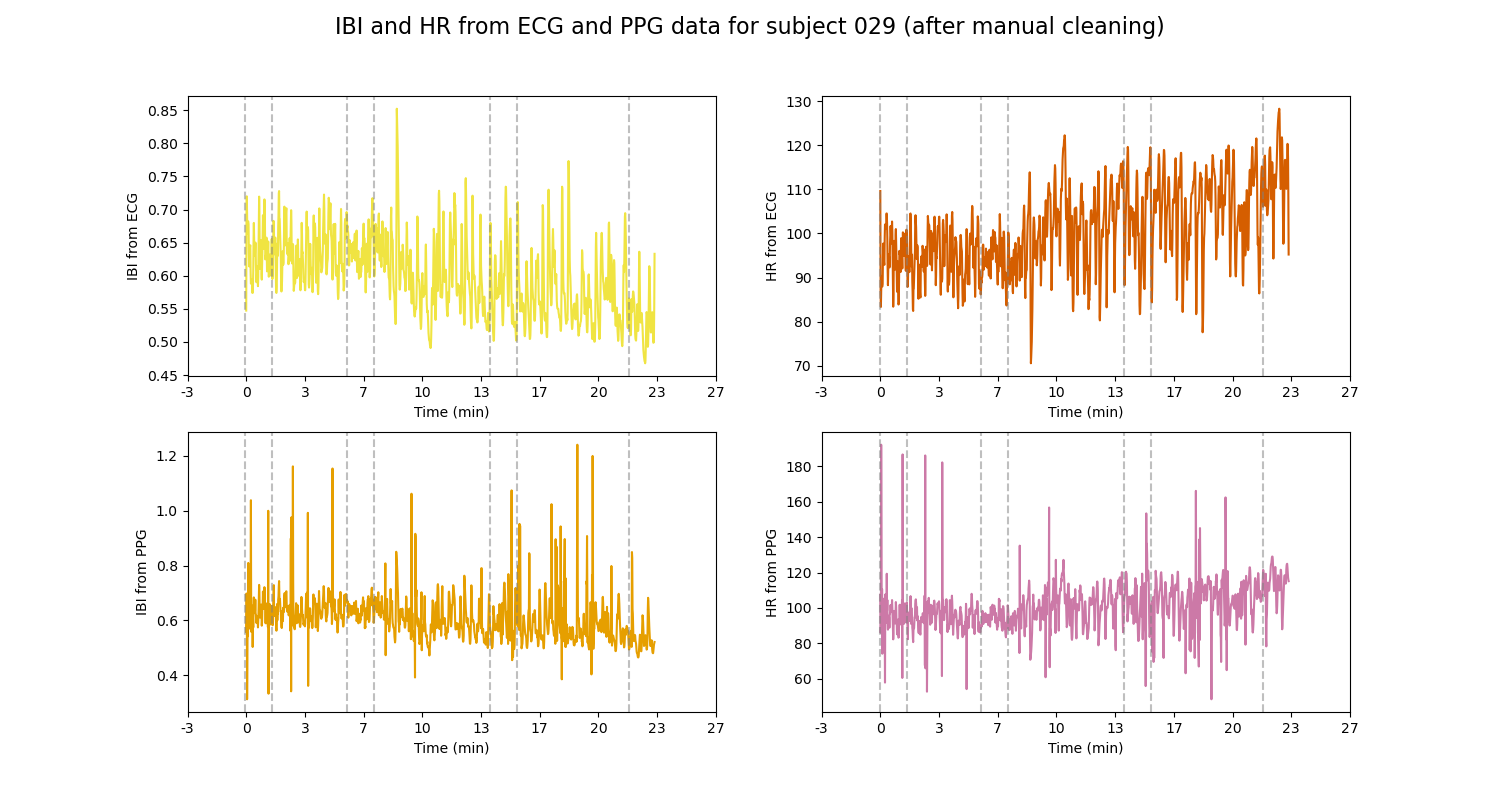 IBI and HR from ECG and PPG data for subject 029 (after manual cleaning)
IBI from ECG
0.85
0.80
0.75
0.70
0.65
0.60
0.55
0.50
0.45
-3 0 3 7 10 13 17 20 23 27
Time (min)
HR from ECG
130
120
110
100
90
80
70
-3 0 3 7 10 13 17 20 23 27
Time (min)
IBI from PPG
1.2
1.0
0.8
0.6
0.4
-3 0 3 7 10 13 17 20 23 27
Time (min)
HR from PPG
180
160
140
120
100
80
60
-3 0 3 7 10 13 17 20 23 27
Time (min)